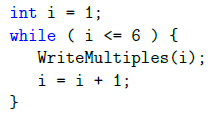 int i = 1;
while ( i <= 6 ) {
WriteMultiples(i);
i = i + 1;
}